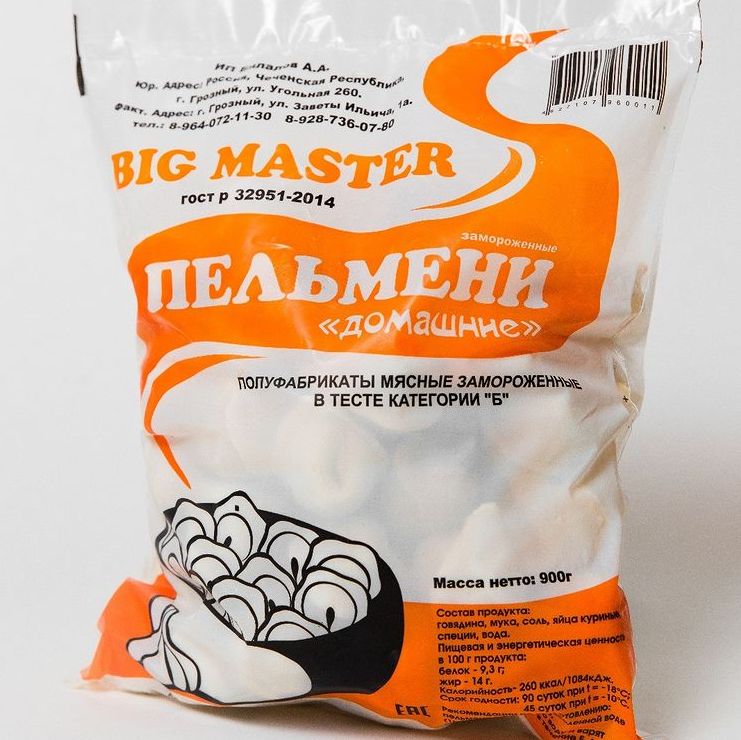 ИП Билалов А.А.
Юр. Адрес: Россия, Чеченская Республика,
г. Грозный, ул. Угольная 260.
Факт. Адрес: г. Грозный, ул. Заветы Ильича, 1а.
тел.: 8-964-072-11-30 8-928-736-07-80
BIG MASTER
гост р 32951-2014
замороженные
ПЕЛЬМЕНИ
«домашние»
ПОЛУФАБРИКАТЫ МЯСНЫЕ ЗАМОРОЖЕННЫЕ
В ТЕСТЕ КАТЕГОРИИ "Б"
Масса нетто: 900г
Состав продукта:
говядина, мука, соль, яйца куриные,
специи, вода.
Пищевая и энергетическая ценность
в 100 г продукта:
белок - 9,3 г;
жир - 14 г.
Калорийность- 260 ккал/1084кДж.
Срок годности: 90 суток при t = -18°С;
45 суток при t = -10°С
EAC